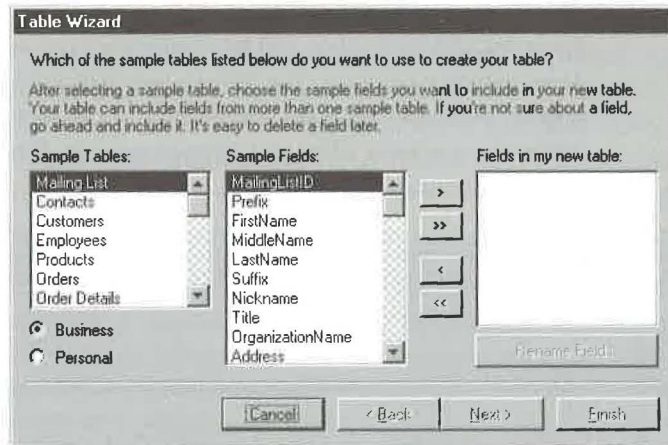 Table Wizard
Which of the sample tables listed below do you want to use to create your table?
After selecting a sample table, choose the sample fields you want to include in your new table.
Your table can include fields from more than one sample table. If you're not sure about a field,
go ahead and include it. It's easy to delete a field later.
Sample Tables:
Mailing List
Contacts
Customers
Employees
Products
Orders
Order Details
Business
Personal
Sample Fields:
MailingListID
Prefix
FirstName
MiddleName
LastName
Suffix
Nickname
Title
OrganizationName
Address
>
>>
<
<<
Fields in my new table:
Rename Field...
Cancel
< Back
Next >
Finish